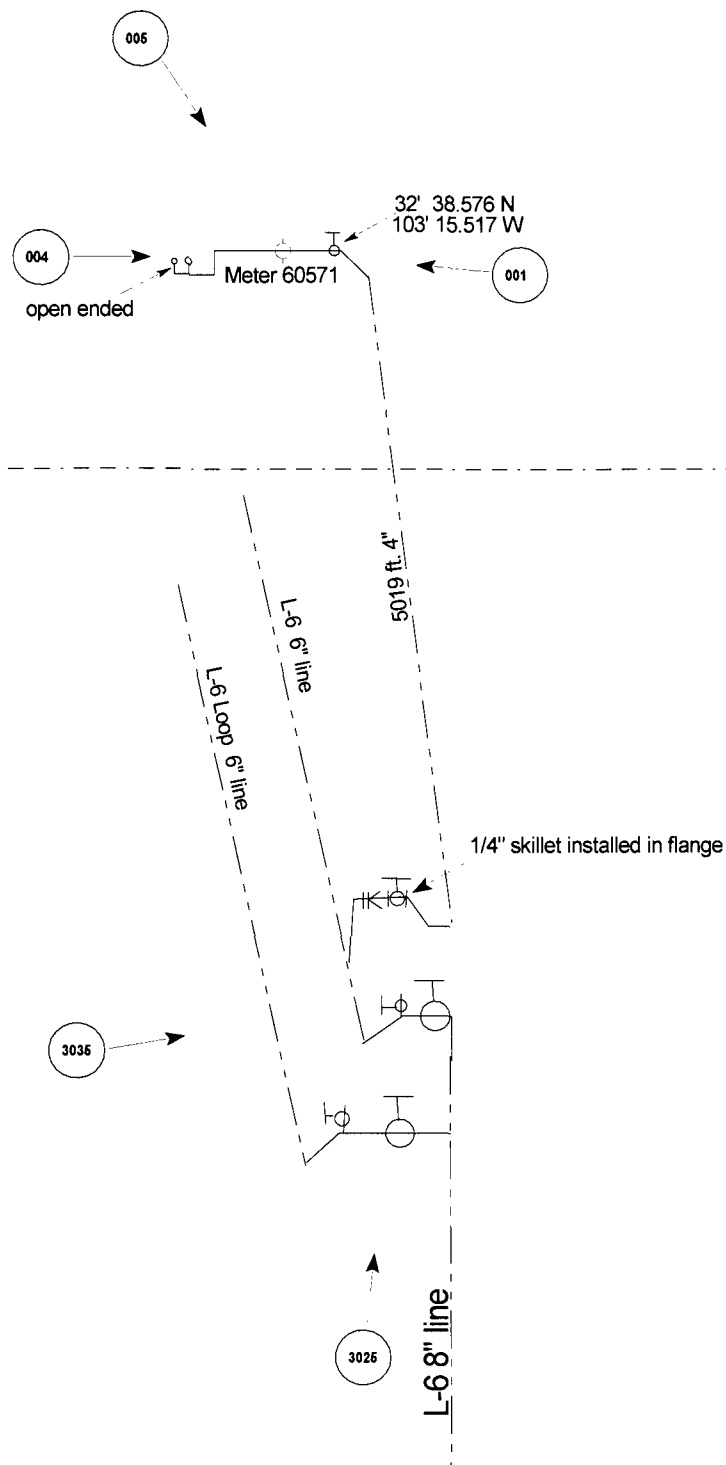 005
32' 38.576 N
103' 15.517 W
004
Meter 60571
001
open ended
5019 ft. 4"
L-6 6" line
L-6 Loop 6" line
1/4" skillet installed in flange
3035
3025
L-6 8" line